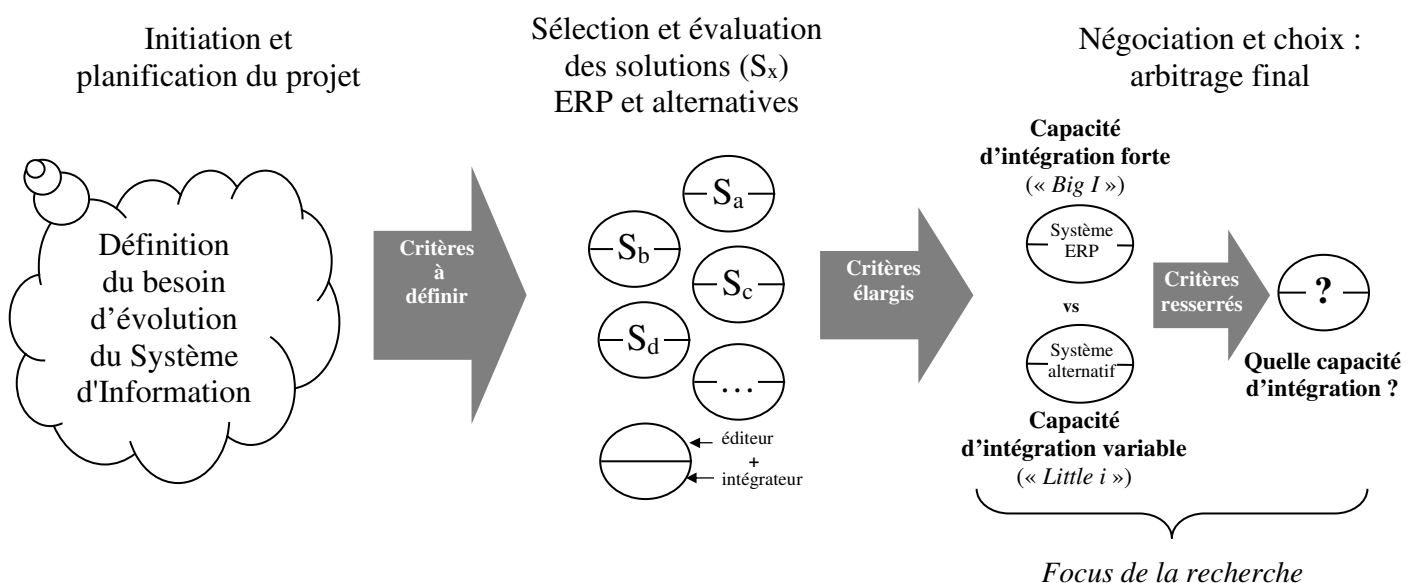 Initiation et
planification du projet
Sélection et évaluation
des solutions (Sx)
ERP et alternatives
Négociation et choix :
arbitrage final
Définition
du besoin
d’évolution
du Système
d'Information
Critères
à
définir
Sa
Sb
Sc
Sd
…
éditeur
+
intégrateur
Critères
élargis
Capacité
d’intégration forte
(« Big I »)
Système
ERP
vs
Système
alternatif
Capacité
d’intégration variable
(« Little i »)
Critères
resserrés
?
Quelle capacité
d’intégration ?
Focus de la recherche